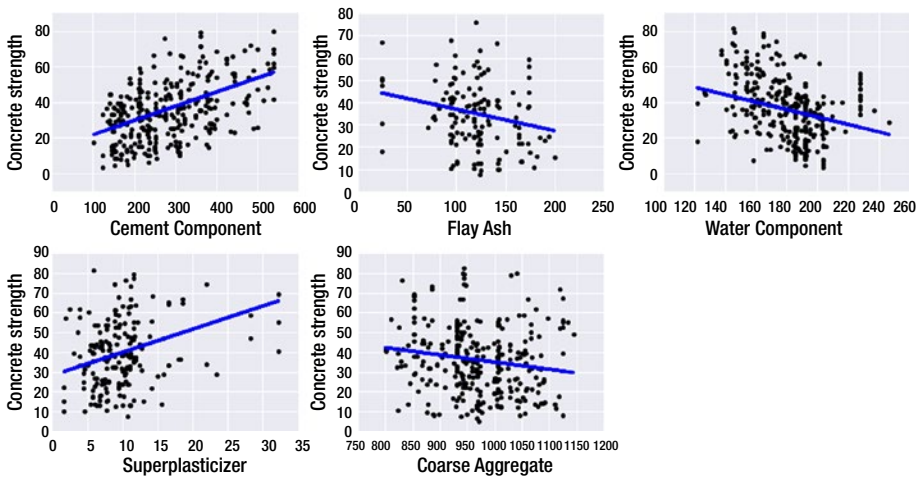 Concrete strength
80
60
40
20
0
0 100 200 300 400 500 600
Cement Component
Concrete strength
80
70
60
50
40
30
20
10
0
0 50 100 150 200 250
Flay Ash
Concrete strength
80
60
40
20
0
100 120 140 160 180 200 220 240 260
Water Component
Concrete strength
90
80
70
60
50
40
30
20
10
0
0 5 10 15 20 25 30 35
Superplasticizer
Concrete strength
90
80
70
60
50
40
30
20
10
0
750 800 850 900 950 1000 1050 1100 1150 1200
Coarse Aggregate